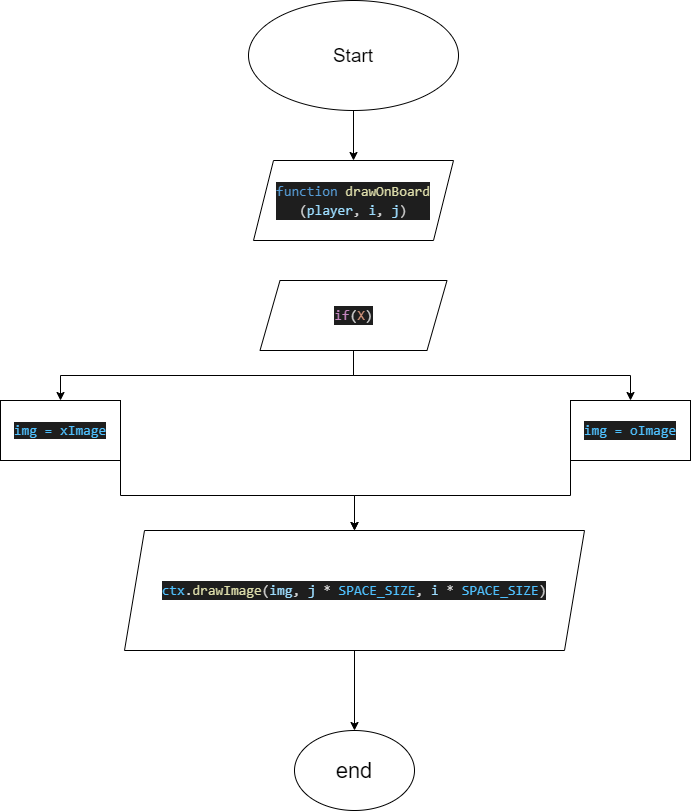 Start
function drawOnBoard
(player, i, j)
if(X)
img = xImage
img = oImage
ctx.drawImage(img, j * SPACE_SIZE, i * SPACE_SIZE)
end